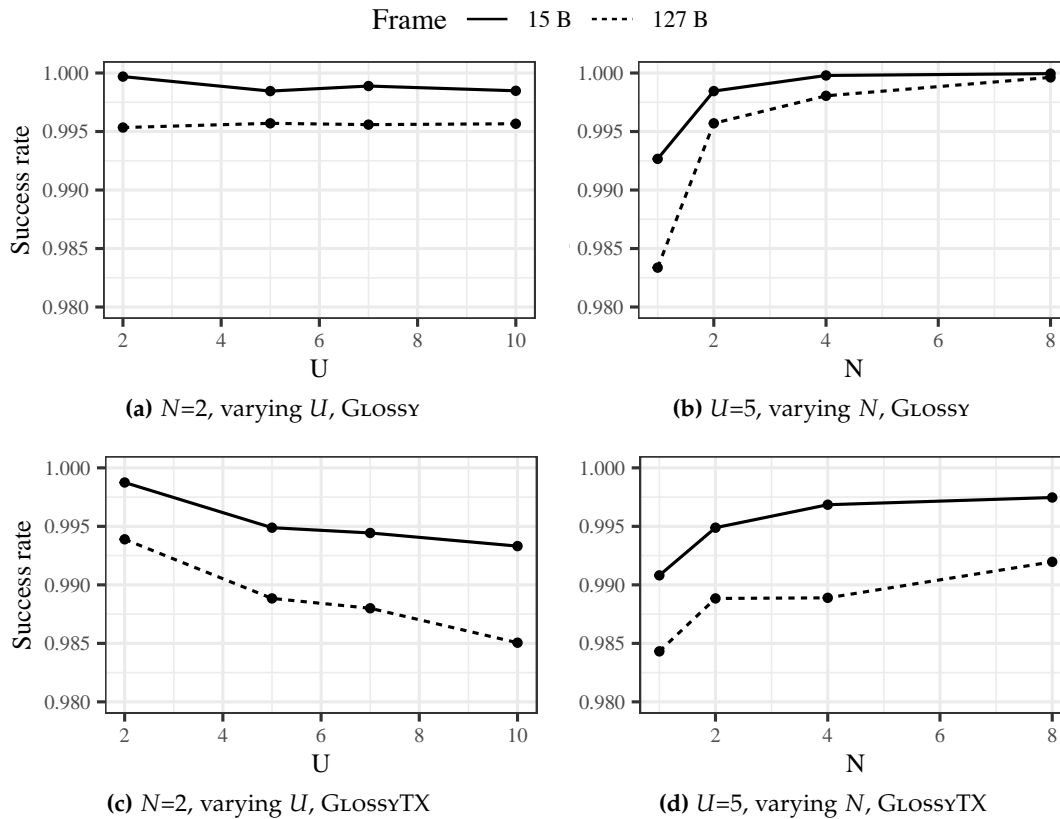 Frame 15 B 127 B
Success rate
1.000
0.995
0.990
0.985
0.980
2 4 6 8 10
U
(a) N=2, varying U, GLOSSY
1.000
0.995
0.990
0.985
0.980
2 4 6 8
N
(b) U=5, varying N, GLOSSY
Success rate
1.000
0.995
0.990
0.985
0.980
2 4 6 8 10
U
(c) N=2, varying U, GLOSSYTX
1.000
0.995
0.990
0.985
0.980
2 4 6 8
N
(d) U=5, varying N, GLOSSYTX